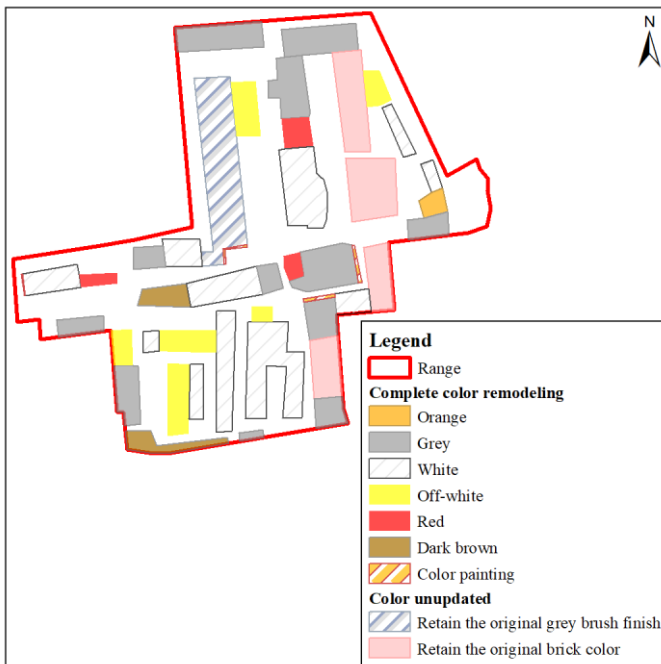 N
Legend
Range
Complete color remodeling
Orange
Grey
White
Off-white
Red
Dark brown
Color painting
Color unupdated
Retain the original grey brush finish
Retain the original brick color